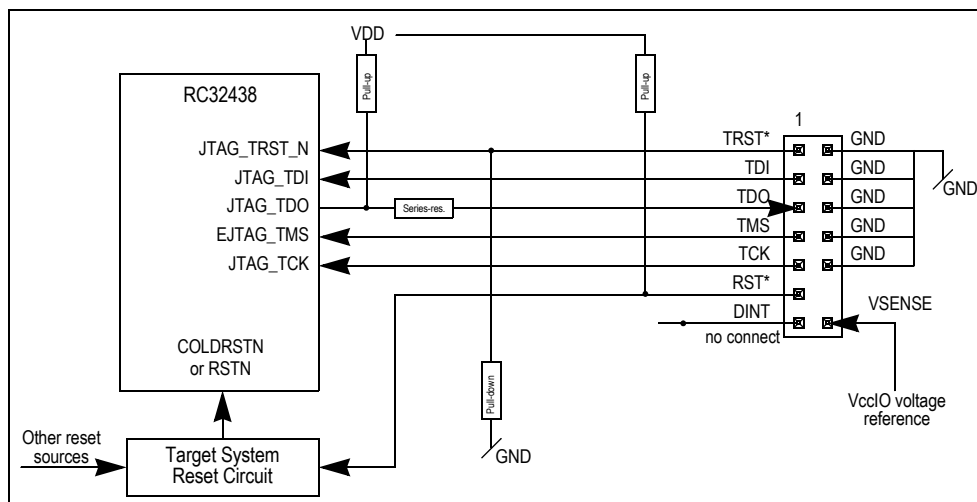 VDD
RC32438
Pull-up
Pull-up
1
JTAG_TRST_N
TRST*
GND
JTAG_TDI
TDI
GND
GND
JTAG_TDO
Series-res.
TDO
GND
EJTAG_TMS
TMS
GND
JTAG_TCK
TCK
GND
RST*
VSENSE
DINT
no connect
COLDRSTN
or RSTN
Pull-down
VccIO voltage
reference
Other reset
sources
Target System
Reset Circuit
GND